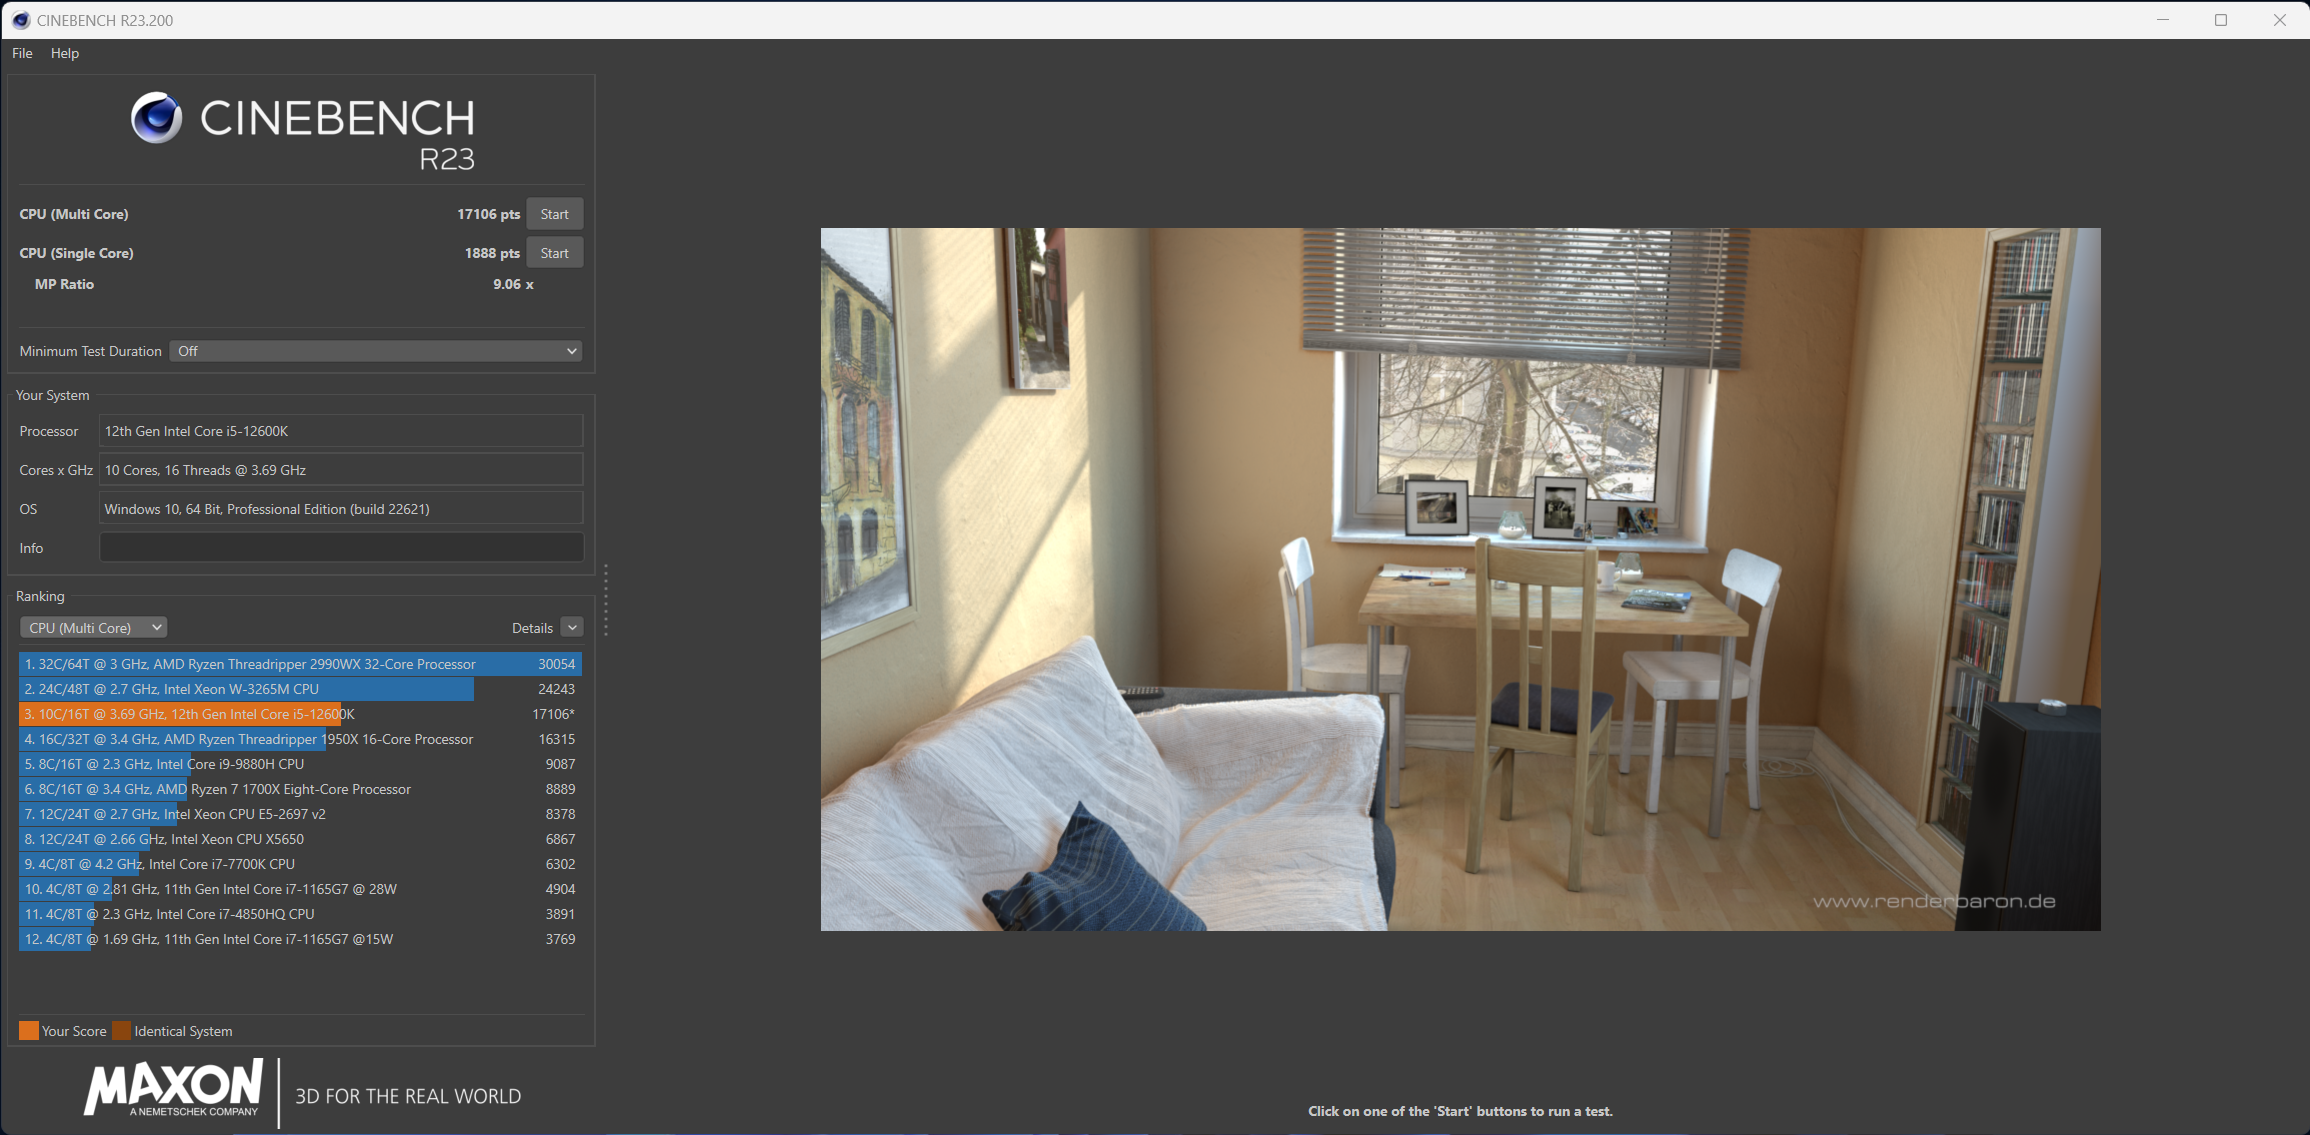 CINEBENCH R23.200
File Help
CINEBENCH
R23
CPU (Multi Core) 17106 pts Start
CPU (Single Core) 1888 pts Start
MP Ratio 9.06 x
Minimum Test Duration Off
Your System
Processor 12th Gen Intel Core i5-12600K
Cores x GHz 10 Cores, 16 Threads @ 3.69 GHz
OS Windows 10, 64 Bit, Professional Edition (build 22621)
Info
Ranking
CPU (Multi Core) Details
1. 32C/64T @ 3 GHz, AMD Ryzen Threadripper 2990WX 32-Core Processor 30054
2. 24C/48T @ 2.7 GHz, Intel Xeon W-3265M CPU 24243
3. 10C/16T @ 3.69 GHz, 12th Gen Intel Core i5-12600K 17106*
4. 16C/32T @ 3.4 GHz, AMD Ryzen Threadripper 1950X 16-Core Processor 16315
5. 8C/16T @ 2.3 GHz, Intel Core i9-9880H CPU 9087
6. 8C/16T @ 3.4 GHz, AMD Ryzen 7 1700X Eight-Core Processor 8889
7. 12C/24T @ 2.7 GHz, Intel Xeon CPU E5-2697 v2 8378
8. 12C/24T @ 2.66 GHz, Intel Xeon CPU X5650 6867
9. 4C/8T @ 4.2 GHz, Intel Core i7-7700K CPU 6302
10. 4C/8T @ 2.81 GHz, 11th Gen Intel Core i7-1165G7 @ 28W 4904
11. 4C/8T @ 2.3 GHz, Intel Core i7-4850HQ CPU 3891
12. 4C/8T @ 1.69 GHz, 11th Gen Intel Core i7-1165G7 @15W 3769
Your Score Identical System
MAXON
A NEMETSCHEK COMPANY
3D FOR THE REAL WORLD
www.renderbaron.de
Click on one of the 'Start' buttons to run a test.